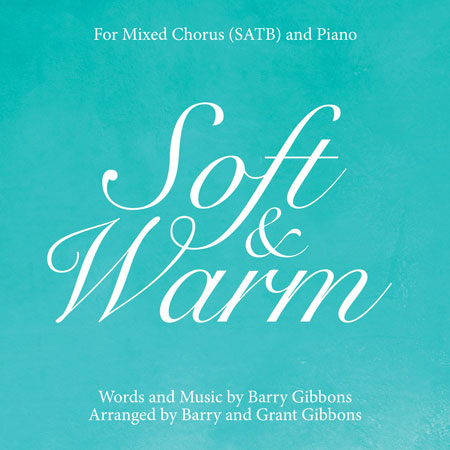 For Mixed Chorus (SATB) and Piano
Soft
&
Warm
Words and Music by Barry Gibbons
Arranged by Barry and Grant Gibbons